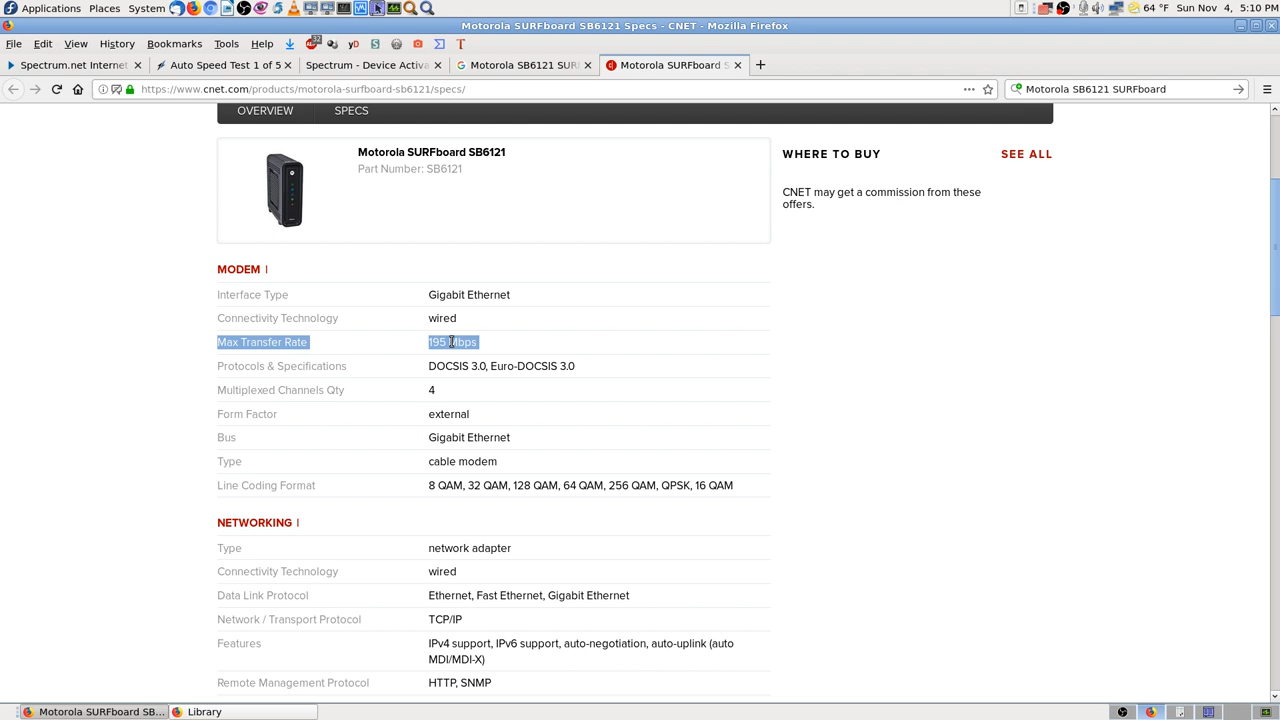 Applications Places System 64 °F Sun Nov 4, 5:10 PM
Motorola SURFboard SB6121 Specs - CNET - Mozilla Firefox
File Edit View History Bookmarks Tools Help 32 yD S T
Spectrum.net Internet Auto Speed Test 1 of 5 Spectrum - Device Activa Motorola SB6121 SUR Motorola SURFboard S
https://www.cnet.com/products/motorola-surfboard-sb6121/specs/ Motorola SB6121 SURFboard
OVERVIEW SPECS
Motorola SURFboard SB6121
Part Number: SB6121
WHERE TO BUY SEE ALL
CNET may get a commission from these
offers.
MODEM |
Interface Type Gigabit Ethernet
Connectivity Technology wired
Max Transfer Rate 195 Mbps
Protocols & Specifications DOCSIS 3.0, Euro-DOCSIS 3.0
Multiplexed Channels Qty 4
Form Factor external
Bus Gigabit Ethernet
Type cable modem
Line Coding Format 8 QAM, 32 QAM, 128 QAM, 64 QAM, 256 QAM, QPSK, 16 QAM
NETWORKING |
Type network adapter
Connectivity Technology wired
Data Link Protocol Ethernet, Fast Ethernet, Gigabit Ethernet
Network / Transport Protocol TCP/IP
Features IPv4 support, IPv6 support, auto-negotiation, auto-uplink (auto
MDI/MDI-X)
Remote Management Protocol HTTP, SNMP
Motorola SURFboard SB... Library